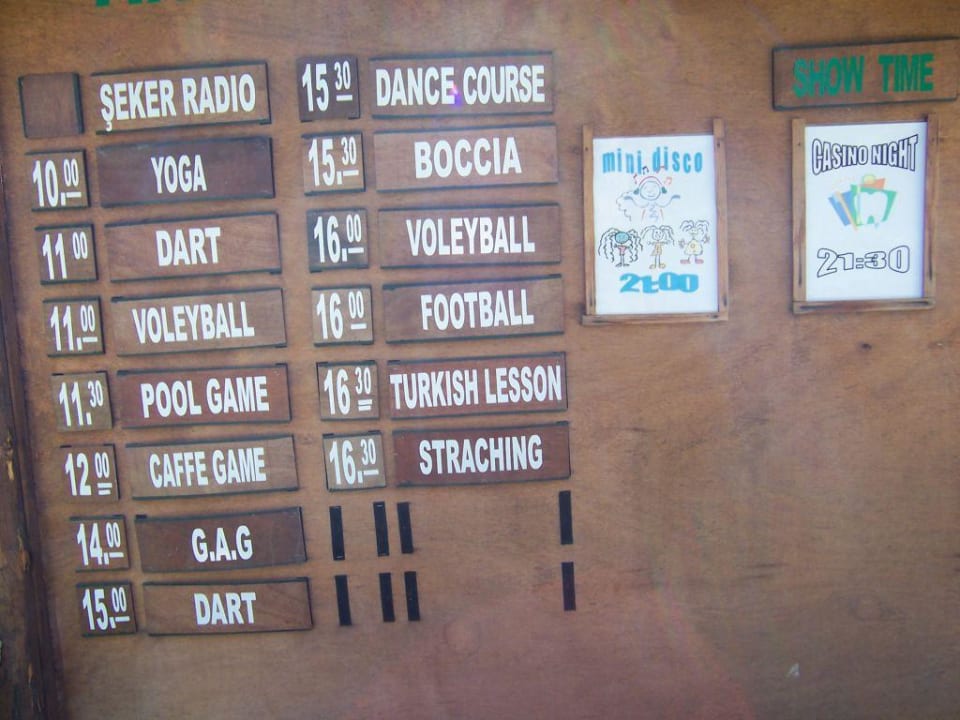 ŞEKER RADIO
10.00 YOGA
11 00 DART
11.00 VOLEYBALL
11.30 POOL GAME
12 00 CAFFE GAME
14.00 G.A.G
15.00 DART
15 30 DANCE COURSE
15.30 BOCCIA
16.00 VOLEYBALL
16 00 FOOTBALL
16 30 TURKISH LESSON
16.30 STRACHING
mini disco
21:00
SHOW TIME
CASINO NIGHT
21:30